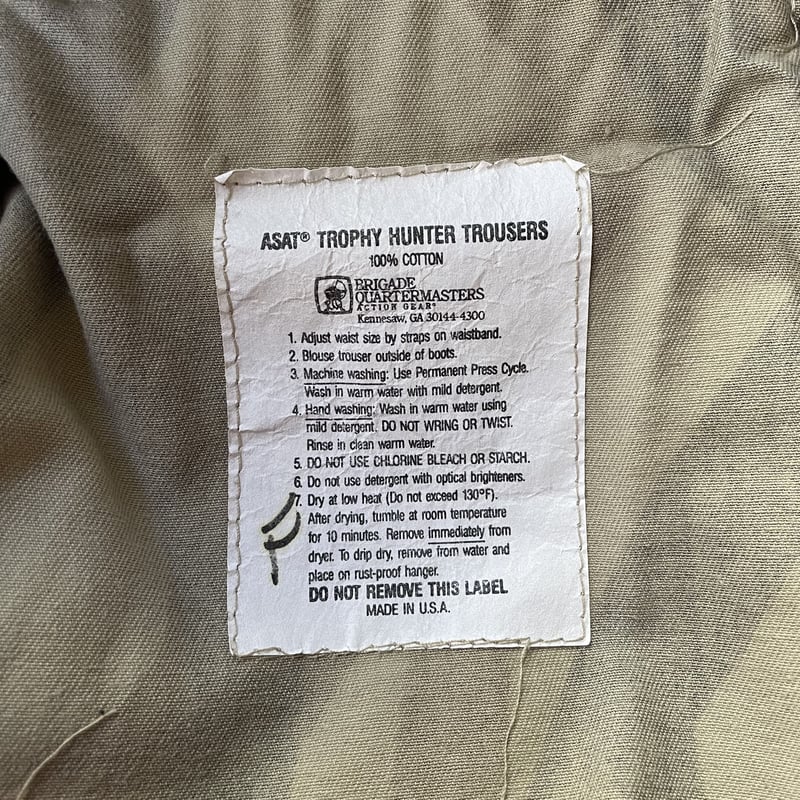 ASAT® TROPHY HUNTER TROUSERS
100% COTTON
BRIGADE
QUARTERMASTERS
ACTION GEAR®
Kennesaw, GA 30144-4300
1. Adjust waist size by straps on waistband.
2. Blouse trouser outside of boots.
3. Machine washing: Use Permanent Press Cycle.
Wash in warm water with mild detergent.
4. Hand washing: Wash in warm water using
mild detergent. DO NOT WRING OR TWIST.
Rinse in clean warm water.
5. DO NOT USE CHLORINE BLEACH OR STARCH.
6. Do not use detergent with optical brighteners.
7. Dry at low heat (Do not exceed 130°F).
After drying, tumble at room temperature
for 10 minutes. Remove immediately from
dryer. To drip dry, remove from water and
place on rust-proof hanger.
DO NOT REMOVE THIS LABEL
MADE IN U.S.A.